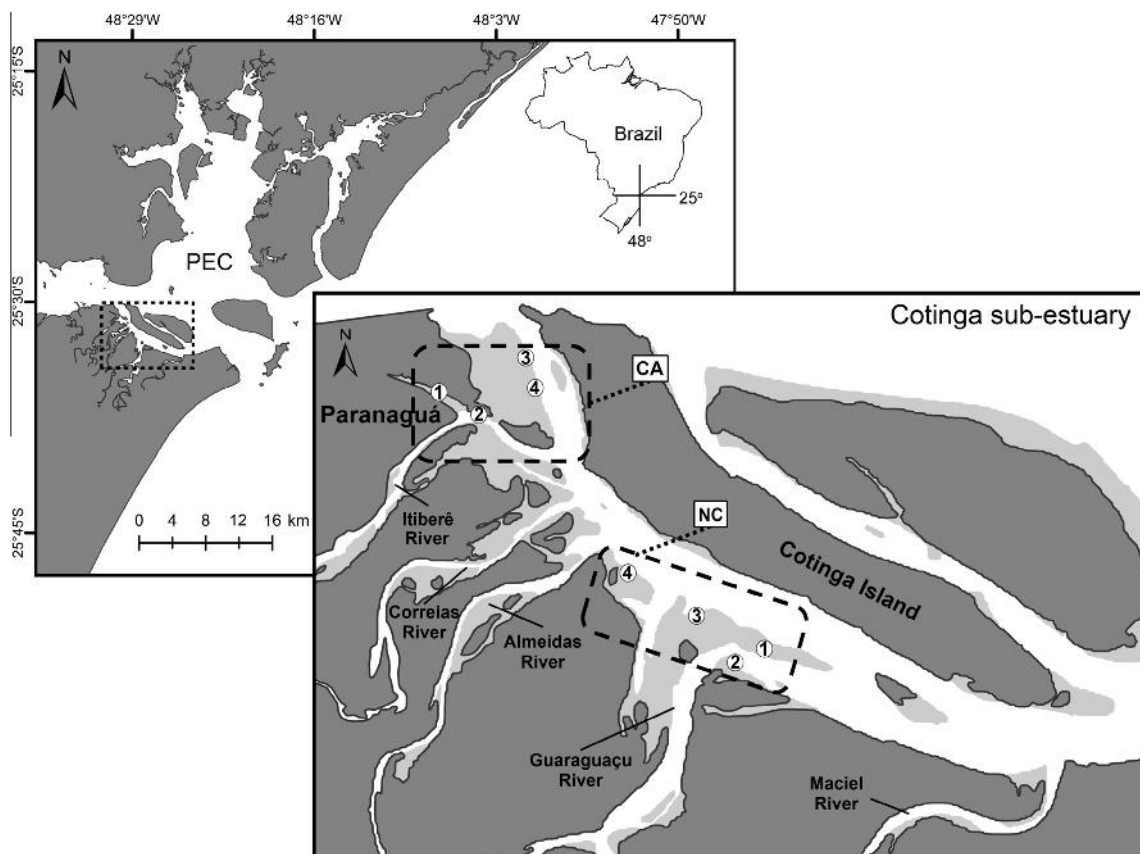 48°29'W
48°16'W
48°3'W
47°50'W
25°15'S
25°30'S
25°45'S
N
Brazil
25°
48°
PEC
0 4 8 12 16 km
Cotinga sub-estuary
N
CA
3
4
1
2
Paranaguá
Itiberê
River
NC
Cotinga Island
4
3
1
2
Correias
River
Almeidas
River
Guaraguaçu
River
Maciel
River